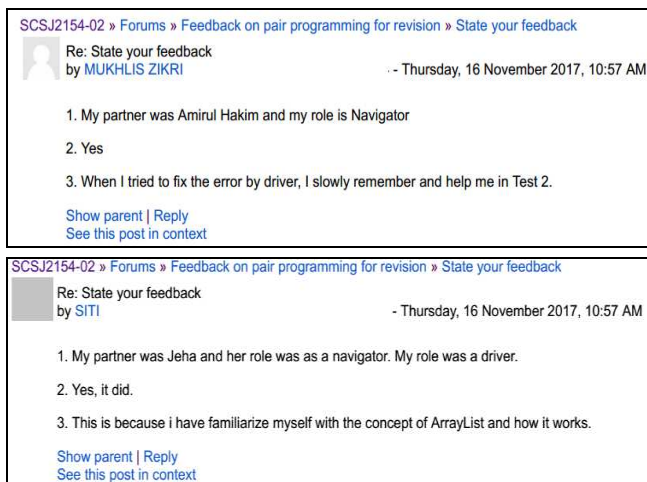 SCSJ2154-02 » Forums » Feedback on pair programming for revision » State your feedback
Re: State your feedback
by MUKHLIS ZIKRI - Thursday, 16 November 2017, 10:57 AM
1. My partner was Amirul Hakim and my role is Navigator
2. Yes
3. When I tried to fix the error by driver, I slowly remember and help me in Test 2.
Show parent | Reply
See this post in context
SCSJ2154-02 » Forums » Feedback on pair programming for revision » State your feedback
Re: State your feedback
by SITI - Thursday, 16 November 2017, 10:57 AM
1. My partner was Jeha and her role was as a navigator. My role was a driver.
2. Yes, it did.
3. This is because i have familiarize myself with the concept of ArrayList and how it works.
Show parent | Reply
See this post in context